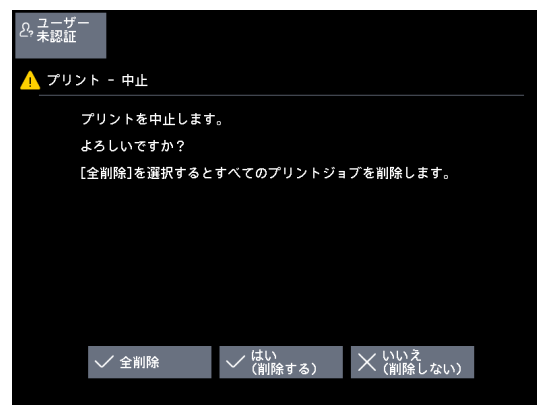 ユーザー
未認証
プリント - 中止
プリントを中止します。
よろしいですか？
[全削除]を選択するとすべてのプリントジョブを削除します。
全削除
はい
(削除する)
いいえ
(削除しない)